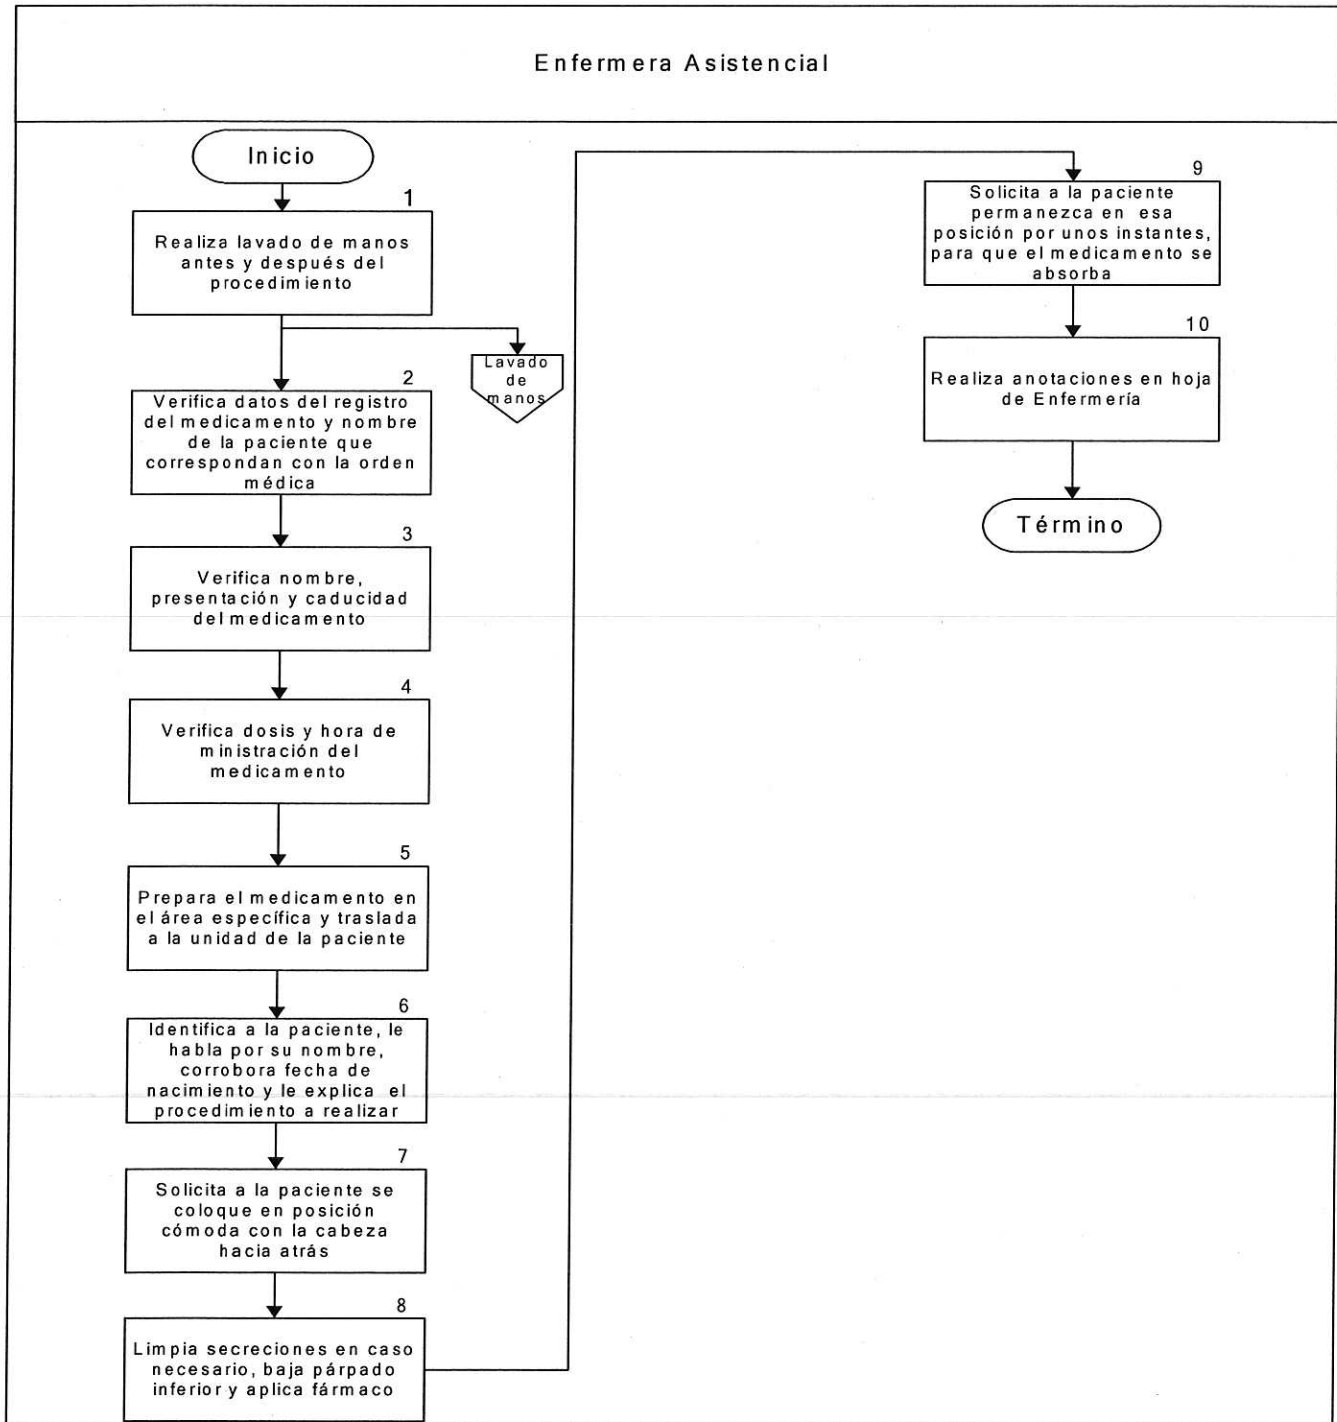 Enfermera Asistencial
Inicio
1
Realiza lavado de manos
antes y después del
procedimiento
Lavado
de
manos
2
Verifica datos del registro
del medicamento y nombre
de la paciente que
correspondan con la orden
médica
3
Verifica nombre,
presentación y caducidad
del medicamento
4
Verifica dosis y hora de
ministración del
medicamento
5
Prepara el medicamento en
el área específica y traslada
a la unidad de la paciente
6
Identifica a la paciente, le
habla por su nombre,
corrobora fecha de
nacimiento y le explica el
procedimiento a realizar
7
Solicita a la paciente se
coloque en posición
cómoda con la cabeza
hacia atrás
8
Limpia secreciones en caso
necesario, baja párpado
inferior y aplica fármaco
9
Solicita a la paciente
permanezca en esa
posición por unos instantes,
para que el medicamento se
absorba
10
Realiza anotaciones en hoja
de Enfermería
Término